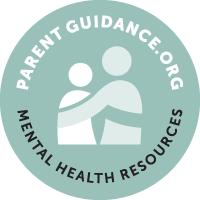 PARENT GUIDANCE.ORG
MENTAL HEALTH RESOURCES